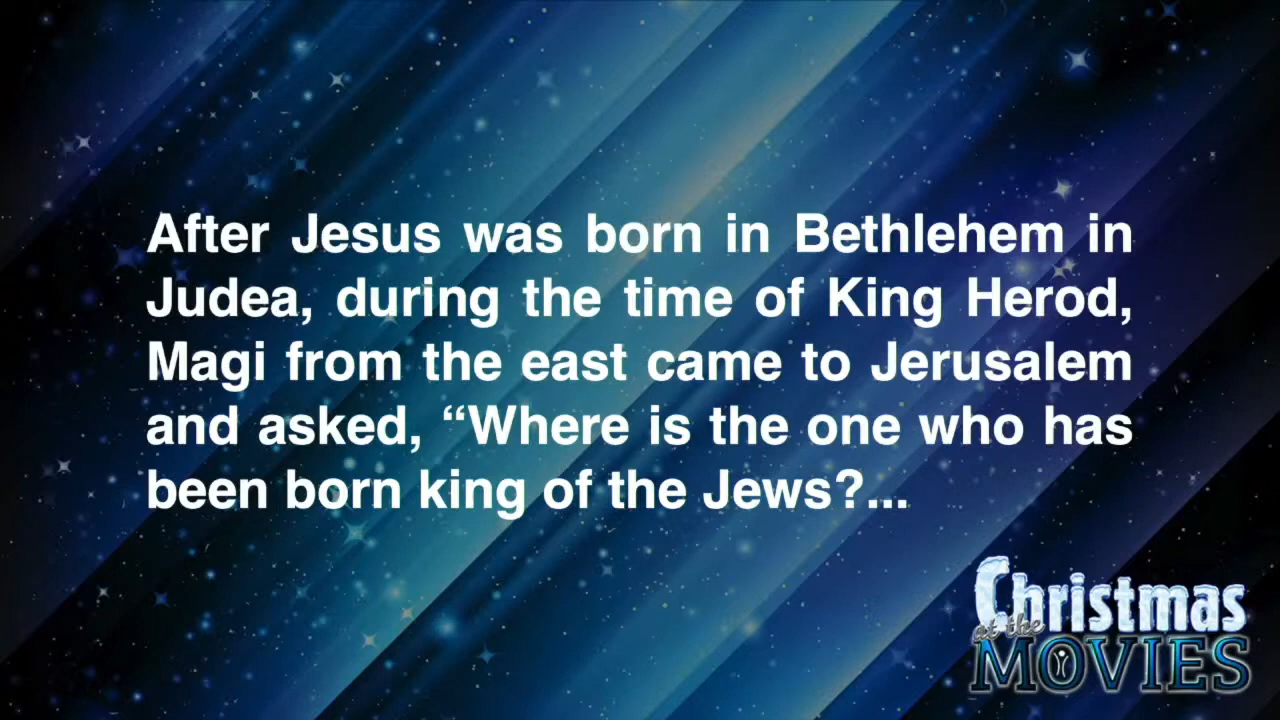 After Jesus was born in Bethlehem in
Judea, during the time of King Herod,
Magi from the east came to Jerusalem
and asked, “Where is the one who has
been born king of the Jews?...
Christmas
at the
MOVIES